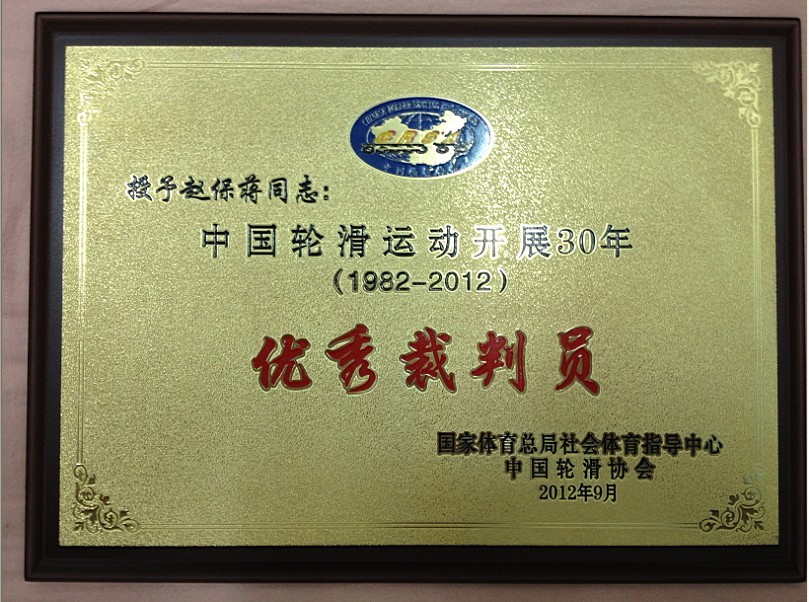 CRSA
授予赵保蒋同志:
中国轮滑运动开展30年
(1982-2012)
优秀裁判员
国家体育总局社会体育指导中心
中国轮滑协会
2012年9月